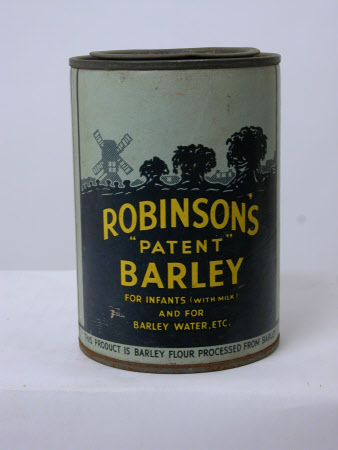 ROBINSON'S
"PATENT"
BARLEY
FOR INFANTS (WITH MILK)
AND FOR
BARLEY WATER, ETC.
THIS PRODUCT IS BARLEY FLOUR PROCESSED FROM